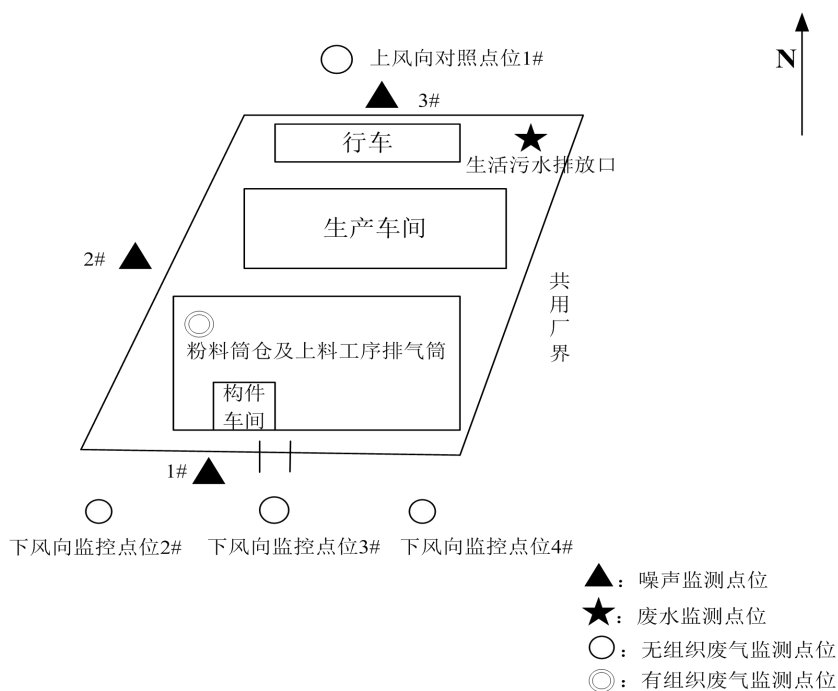 上风向对照点位1#
N
3#
行车
生活污水排放口
生产车间
2#
共用厂界
粉料筒仓及上料工序排气筒
构件
车间
1#
下风向监控点位2#
下风向监控点位3#
下风向监控点位4#
：噪声监测点位
：废水监测点位
：无组织废气监测点位
：有组织废气监测点位